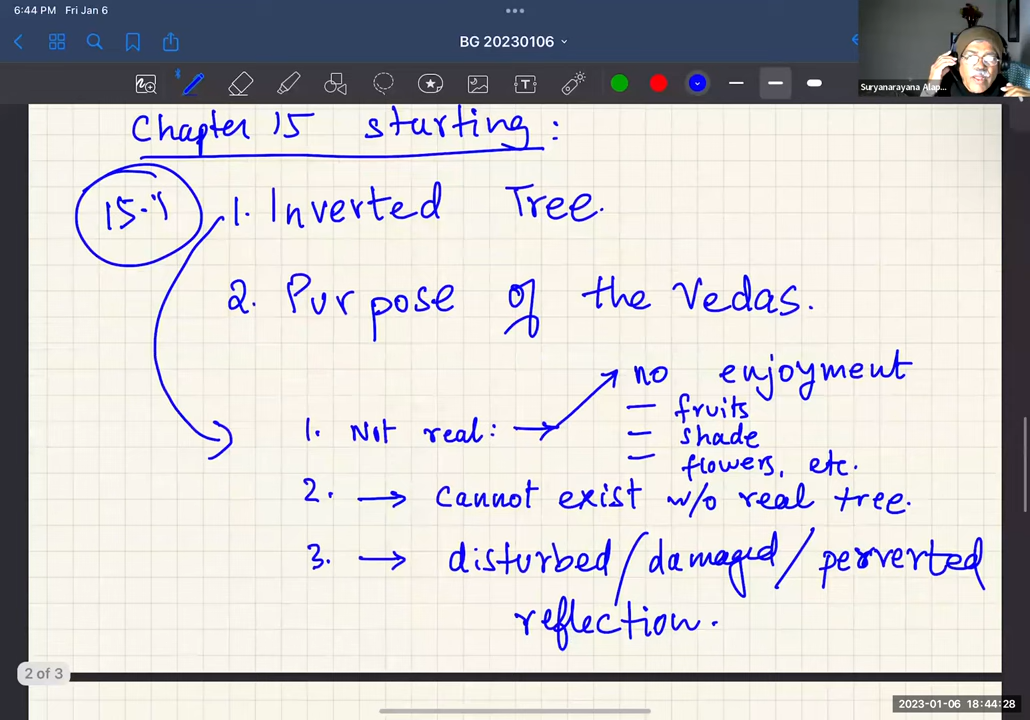 6:44 PM Fri Jan 6
BG 20230106
Suryanarayana Alap...
Chapter 15 starting:
15.1 1. Inverted Tree.
2. Purpose of the Vedas.
no enjoyment
— fruits
1. Not real: → — shade
— flowers, etc.
2. → cannot exist w/o real tree.
3. → disturbed/damaged/perverted
reflection.
2 of 3
2023-01-06 18:44:28